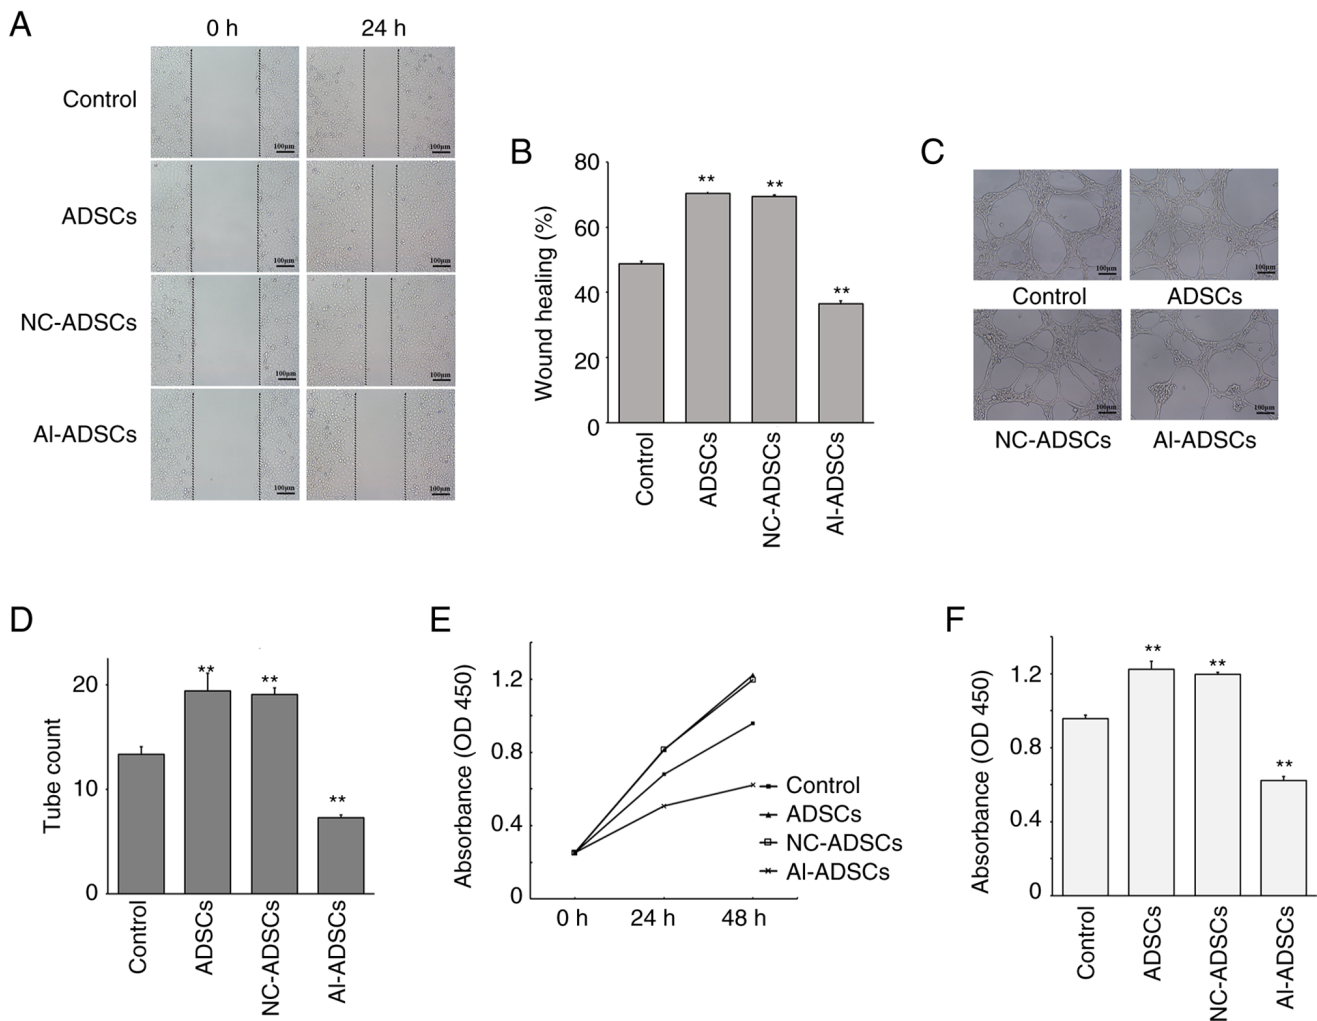 A
0 h
24 h
Control
100μm
100μm
ADSCs
100μm
100μm
NC-ADSCs
100μm
100μm
AI-ADSCs
100μm
100μm
B
Wound healing (%)
80
60
40
20
0
**
**
**
Control
ADSCs
NC-ADSCs
AI-ADSCs
C
100μm
100μm
Control
ADSCs
100μm
100μm
NC-ADSCs
AI-ADSCs
D
Tube count
20
10
0
**
**
**
Control
ADSCs
NC-ADSCs
AI-ADSCs
E
Absorbance (OD 450)
1.2
0.8
0.4
0
0 h
24 h
48 h
Control
ADSCs
NC-ADSCs
AI-ADSCs
F
Absorbance (OD 450)
1.2
0.8
0.4
0
**
**
**
Control
ADSCs
NC-ADSCs
AI-ADSCs